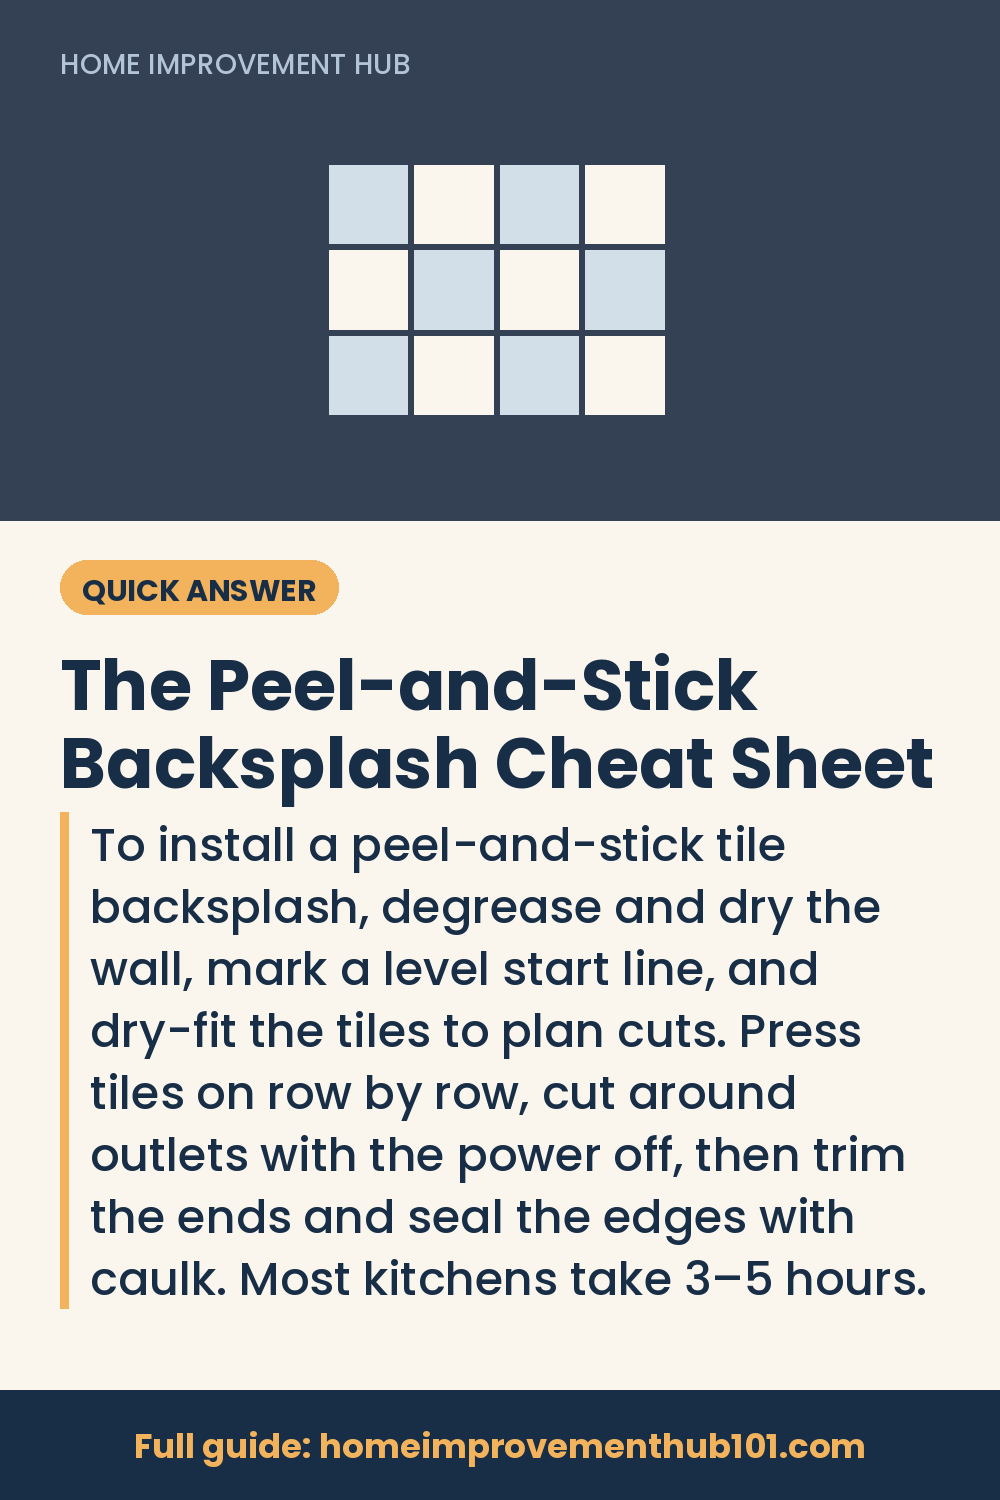 HOME IMPROVEMENT HUB
QUICK ANSWER
The Peel-and-Stick
Backsplash Cheat Sheet
To install a peel-and-stick tile
backsplash, degrease and dry the
wall, mark a level start line, and
dry-fit the tiles to plan cuts. Press
tiles on row by row, cut around
outlets with the power off, then trim
the ends and seal the edges with
caulk. Most kitchens take 3–5 hours.
Full guide: homeimprovementhub101.com